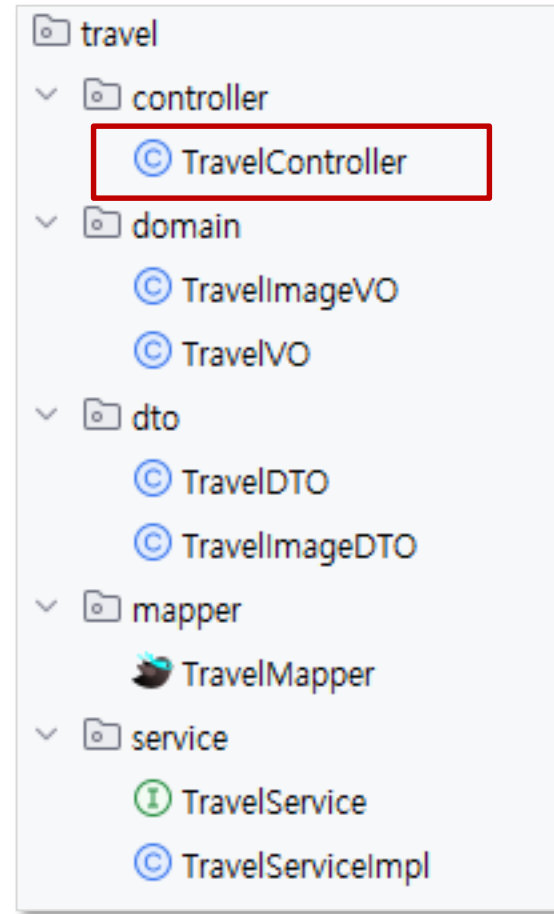 travel
controller
TravelController
domain
TravelImageVO
TravelVO
dto
TravelDTO
TravelImageDTO
mapper
TravelMapper
service
TravelService
TravelServiceImpl